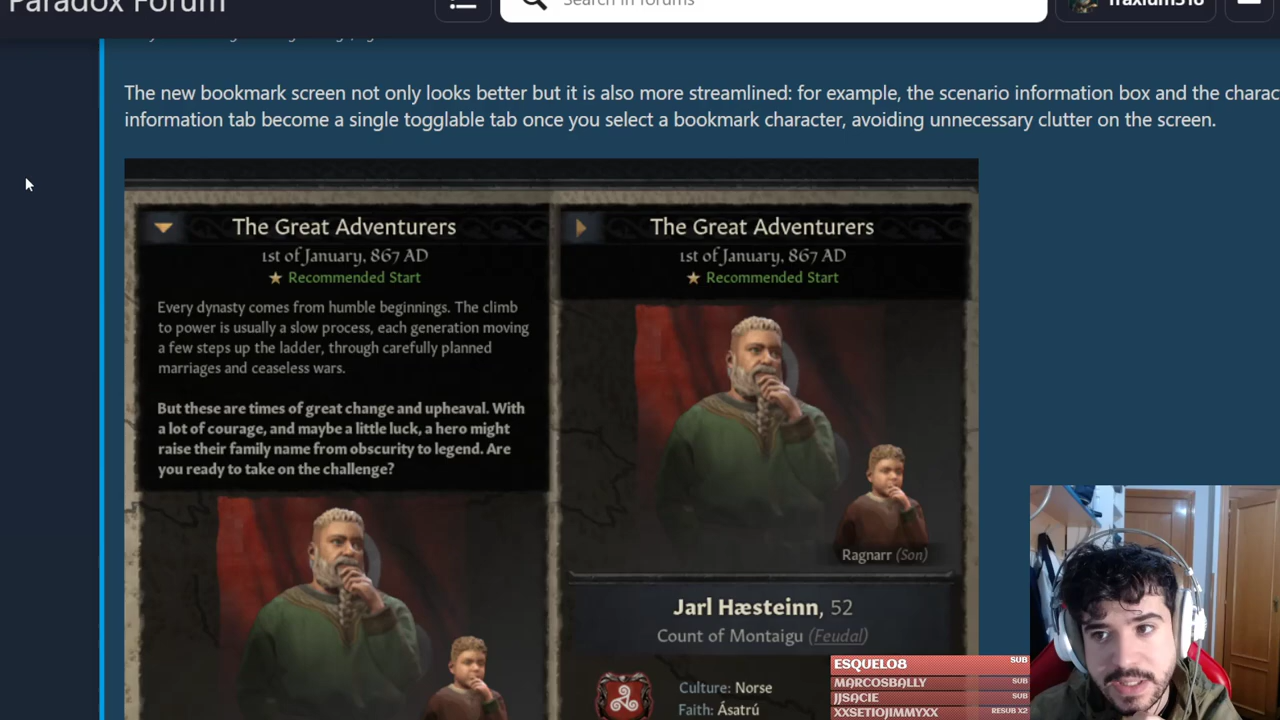 Paradox Forum
Search in forums
The new bookmark screen not only looks better but it is also more streamlined: for example, the scenario information box and the charac
information tab become a single togglable tab once you select a bookmark character, avoiding unnecessary clutter on the screen.
The Great Adventurers
1st of January, 867 AD
Recommended Start
Every dynasty comes from humble beginnings. The climb
to power is usually a slow process, each generation moving
a few steps up the ladder, through carefully planned
marriages and ceaseless wars.
But these are times of great change and upheaval. With
a lot of courage, and maybe a little luck, a hero might
raise their family name from obscurity to legend. Are
you ready to take on the challenge?
The Great Adventurers
1st of January, 867 AD
Recommended Start
Ragnarr (Son)
Jarl Hæsteinn, 52
Count of Montaigu (Feudal)
Culture: Norse
Faith: Ásatrú
ESQUELO8 SUB
MARCOSBALLY SUB
JJSACIE SUB
XXSETIOJIMMYXX RESUB X2